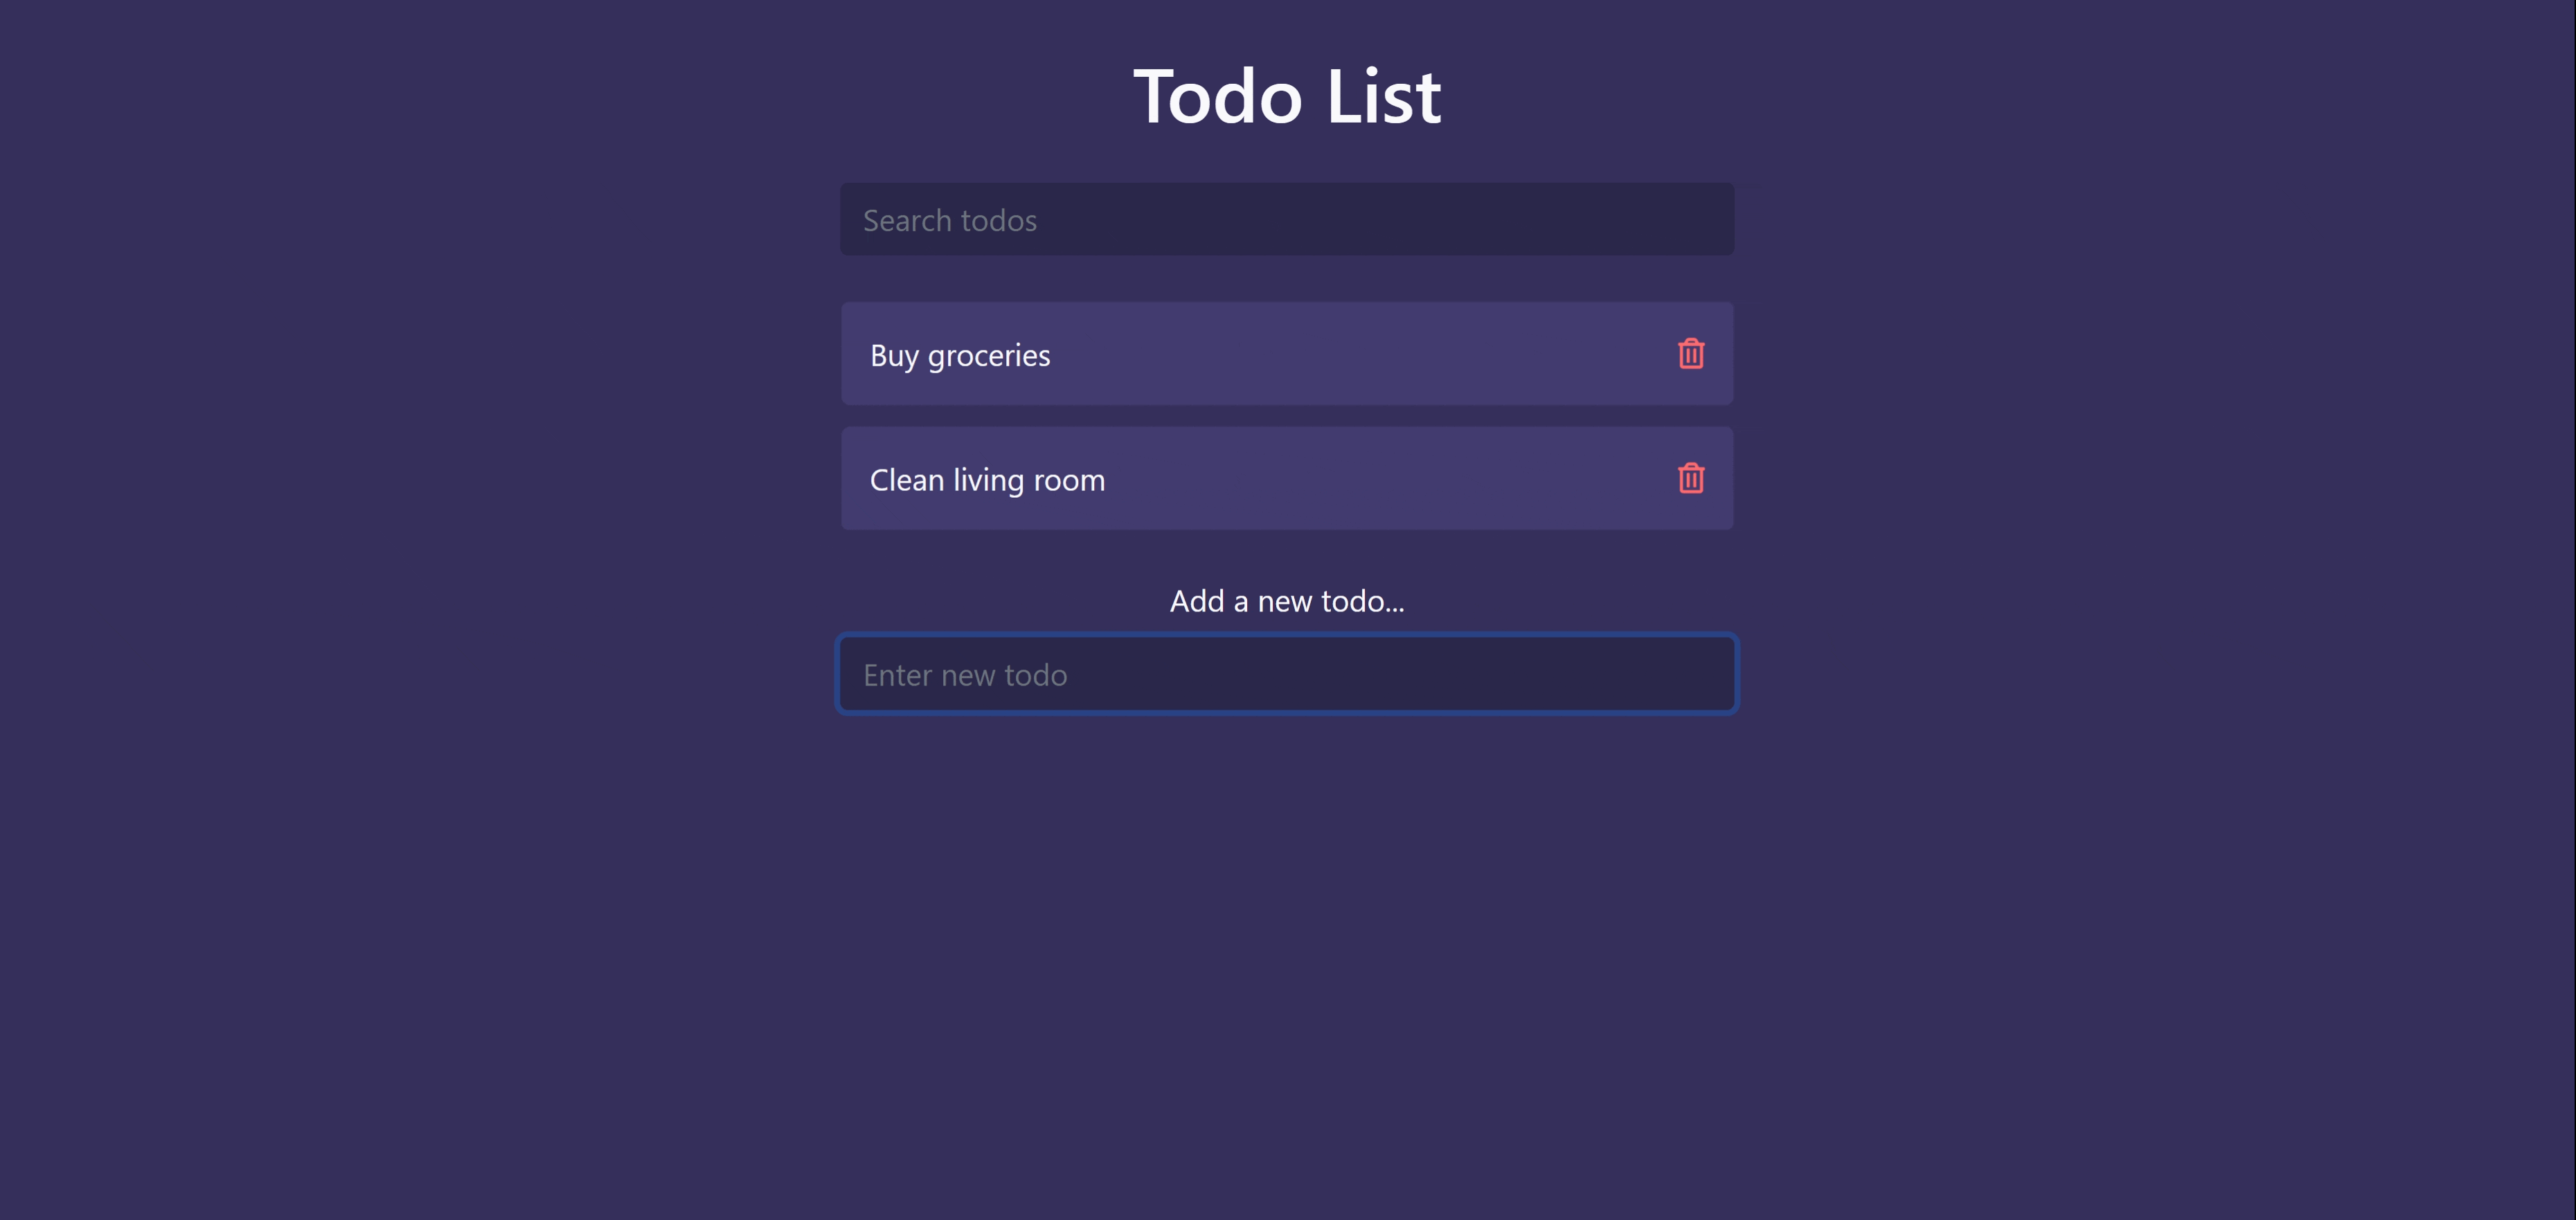 Todo List
Search todos
Buy groceries
Clean living room
Add a new todo...
Enter new todo